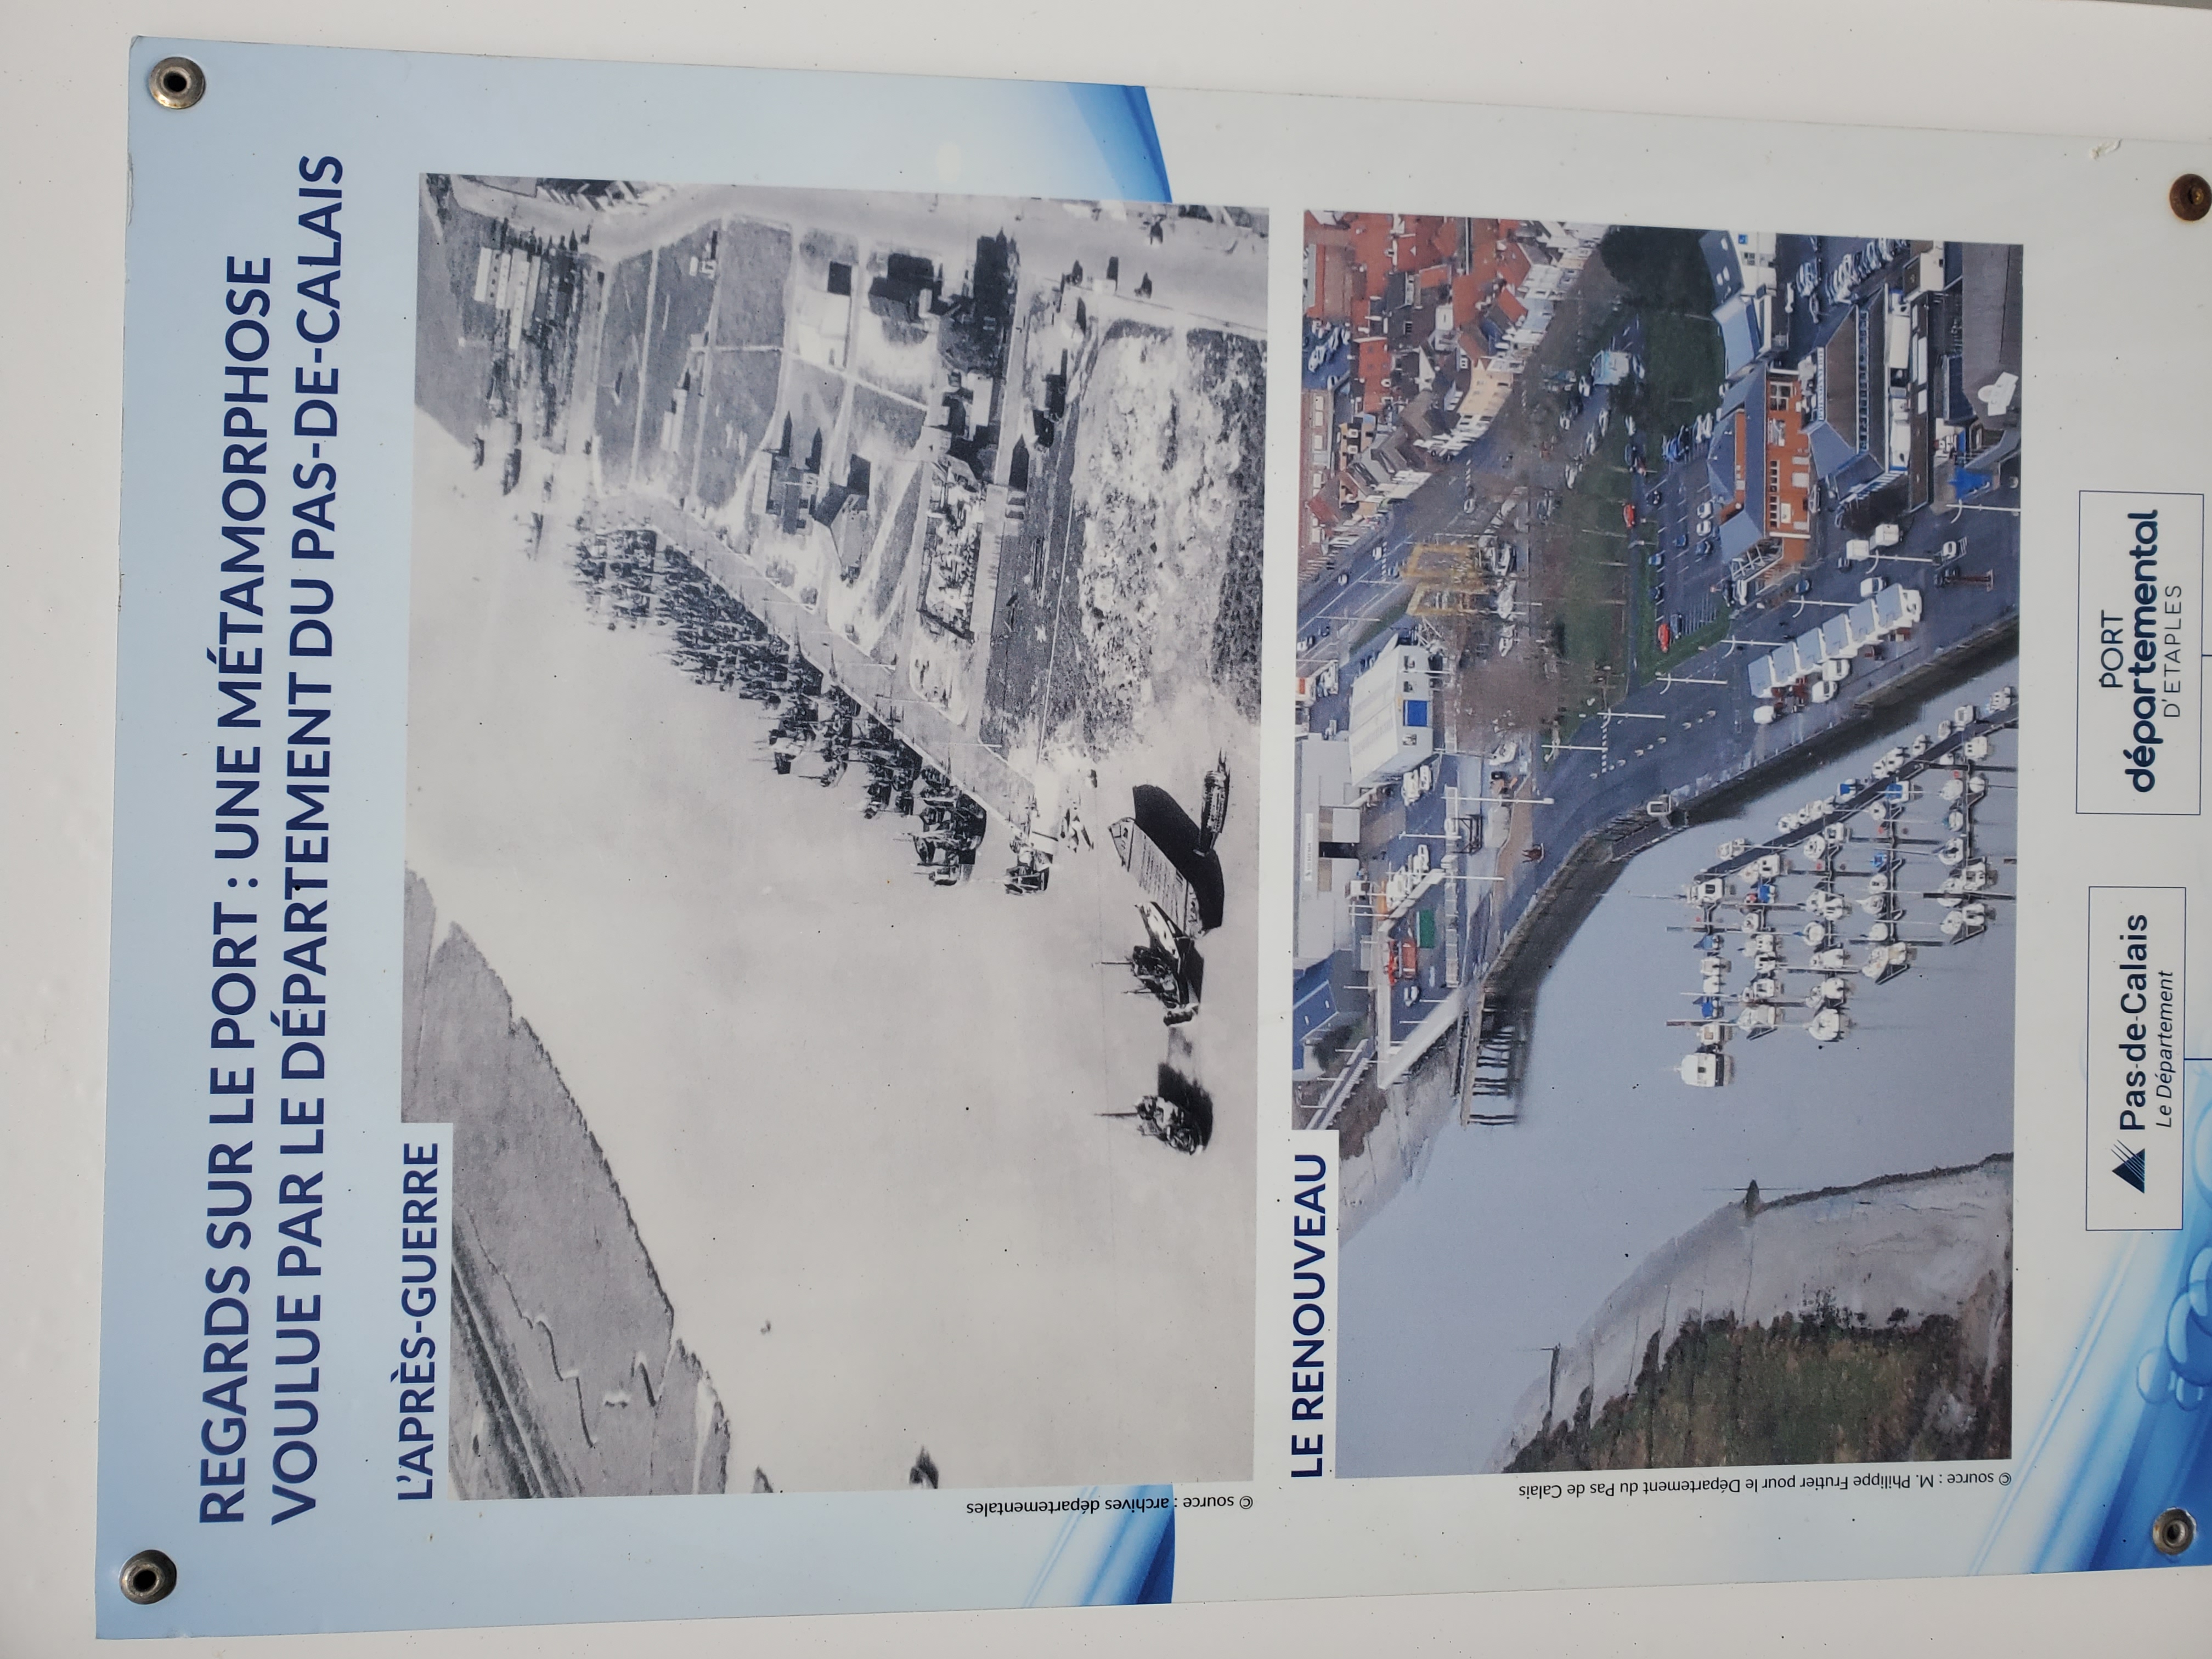 REGARDS SUR LE PORT : UNE MÉTAMORPHOSE
VOULUE PAR LE DÉPARTEMENT DU PAS-DE-CALAIS
L'APRÈS-GUERRE
© source : archives départementales
LE RENOUVEAU
© source : M. Philippe Frutier pour le Département du Pas de Calais
Pas-de-Calais
Le Département
PORT
départemental
D'ETAPLES